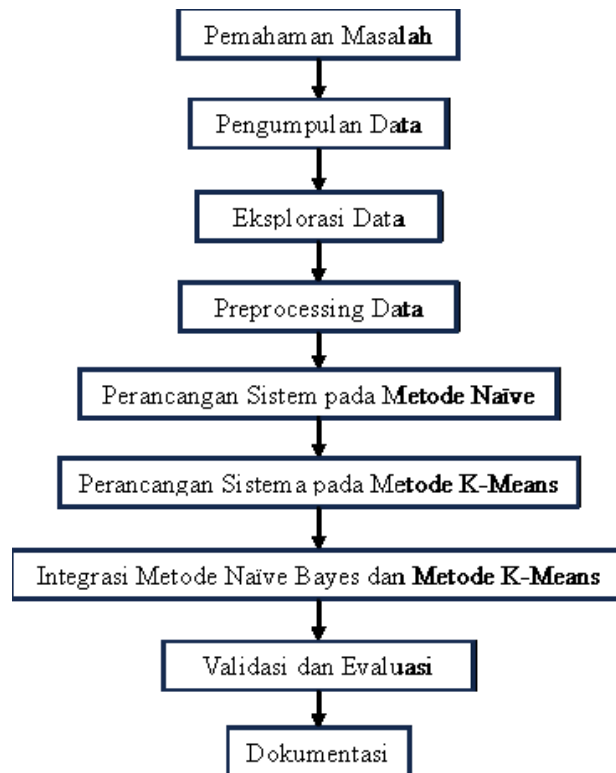 Pemahaman Masalah
Pengumpulan Data
Eksplorasi Data
Preprocessing Data
Perancangan Sistem pada Metode Naïve
Perancangan Sistema pada Metode K-Means
Integrasi Metode Naïve Bayes dan Metode K-Means
Validasi dan Evaluasi
Dokumentasi